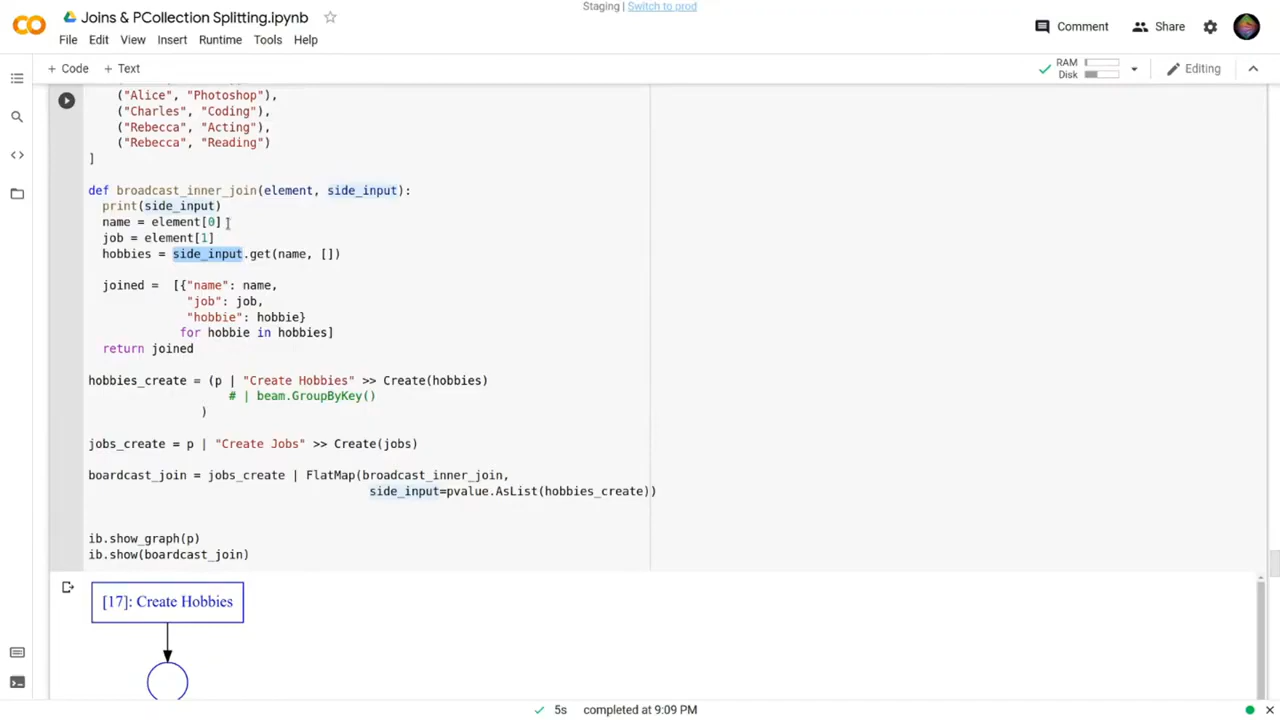 Staging | Switch to prod
Joins & PCollection Splitting.ipynb
Comment
Share
File Edit View Insert Runtime Tools Help
+ Code + Text
RAM
Disk
Editing
("Alice", "Photoshop"),
("Charles", "Coding"),
("Rebecca", "Acting"),
("Rebecca", "Reading")
]
def broadcast_inner_join(element, side_input):
print(side_input)
name = element[0]
job = element[1]
hobbies = side_input.get(name, [])
joined = [{"name": name,
"job": job,
"hobbie": hobbie}
for hobbie in hobbies]
return joined
hobbies_create = (p | "Create Hobbies" >> Create(hobbies)
# | beam.GroupByKey()
)
jobs_create = p | "Create Jobs" >> Create(jobs)
boardcast_join = jobs_create | FlatMap(broadcast_inner_join,
side_input=pvalue.AsList(hobbies_create))
ib.show_graph(p)
ib.show(boardcast_join)
[17]: Create Hobbies
5s completed at 9:09 PM